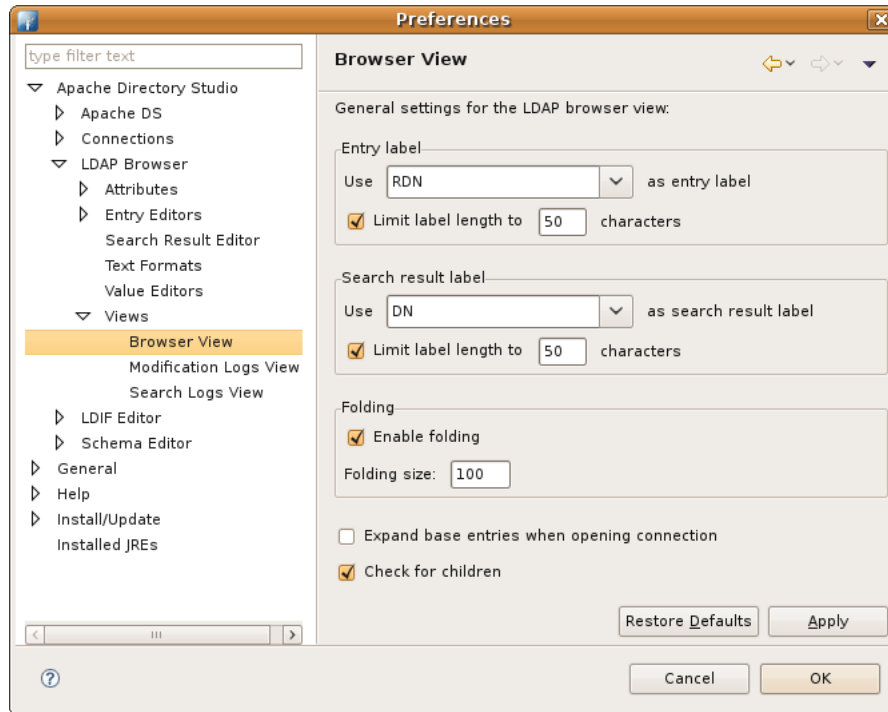 Preferences
type filter text
Apache Directory Studio
Apache DS
Connections
LDAP Browser
Attributes
Entry Editors
Search Result Editor
Text Formats
Value Editors
Views
Browser View
Modification Logs View
Search Logs View
LDIF Editor
Schema Editor
General
Help
Install/Update
Installed JREs
Browser View
General settings for the LDAP browser view:
Entry label
Use RDN as entry label
Limit label length to 50 characters
Search result label
Use DN as search result label
Limit label length to 50 characters
Folding
Enable folding
Folding size: 100
Expand base entries when opening connection
Check for children
Restore Defaults Apply
Cancel OK